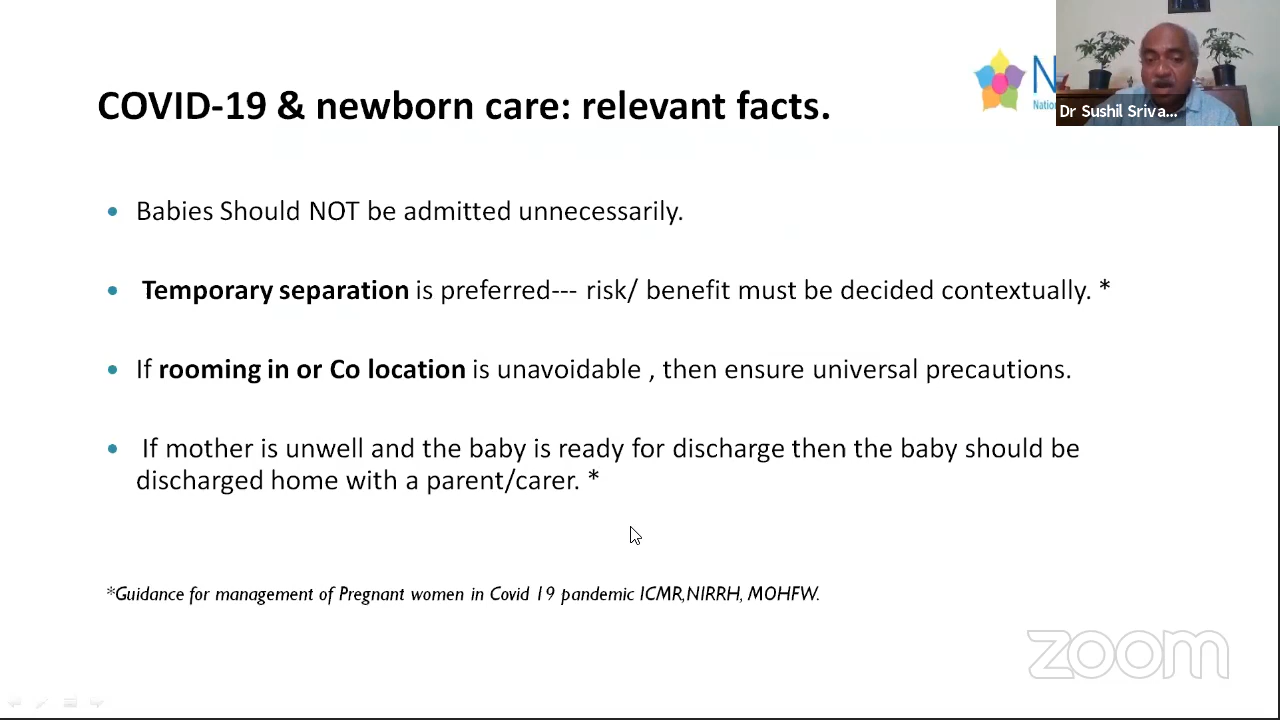 COVID-19 & newborn care: relevant facts.
N
Nation
Dr Sushil Sriva...
Babies Should NOT be admitted unnecessarily.
Temporary separation is preferred--- risk/ benefit must be decided contextually. *
If rooming in or Co location is unavoidable , then ensure universal precautions.
If mother is unwell and the baby is ready for discharge then the baby should be
discharged home with a parent/carer. *
*Guidance for management of Pregnant women in Covid 19 pandemic ICMR,NIRRH, MOHFW.
zoom